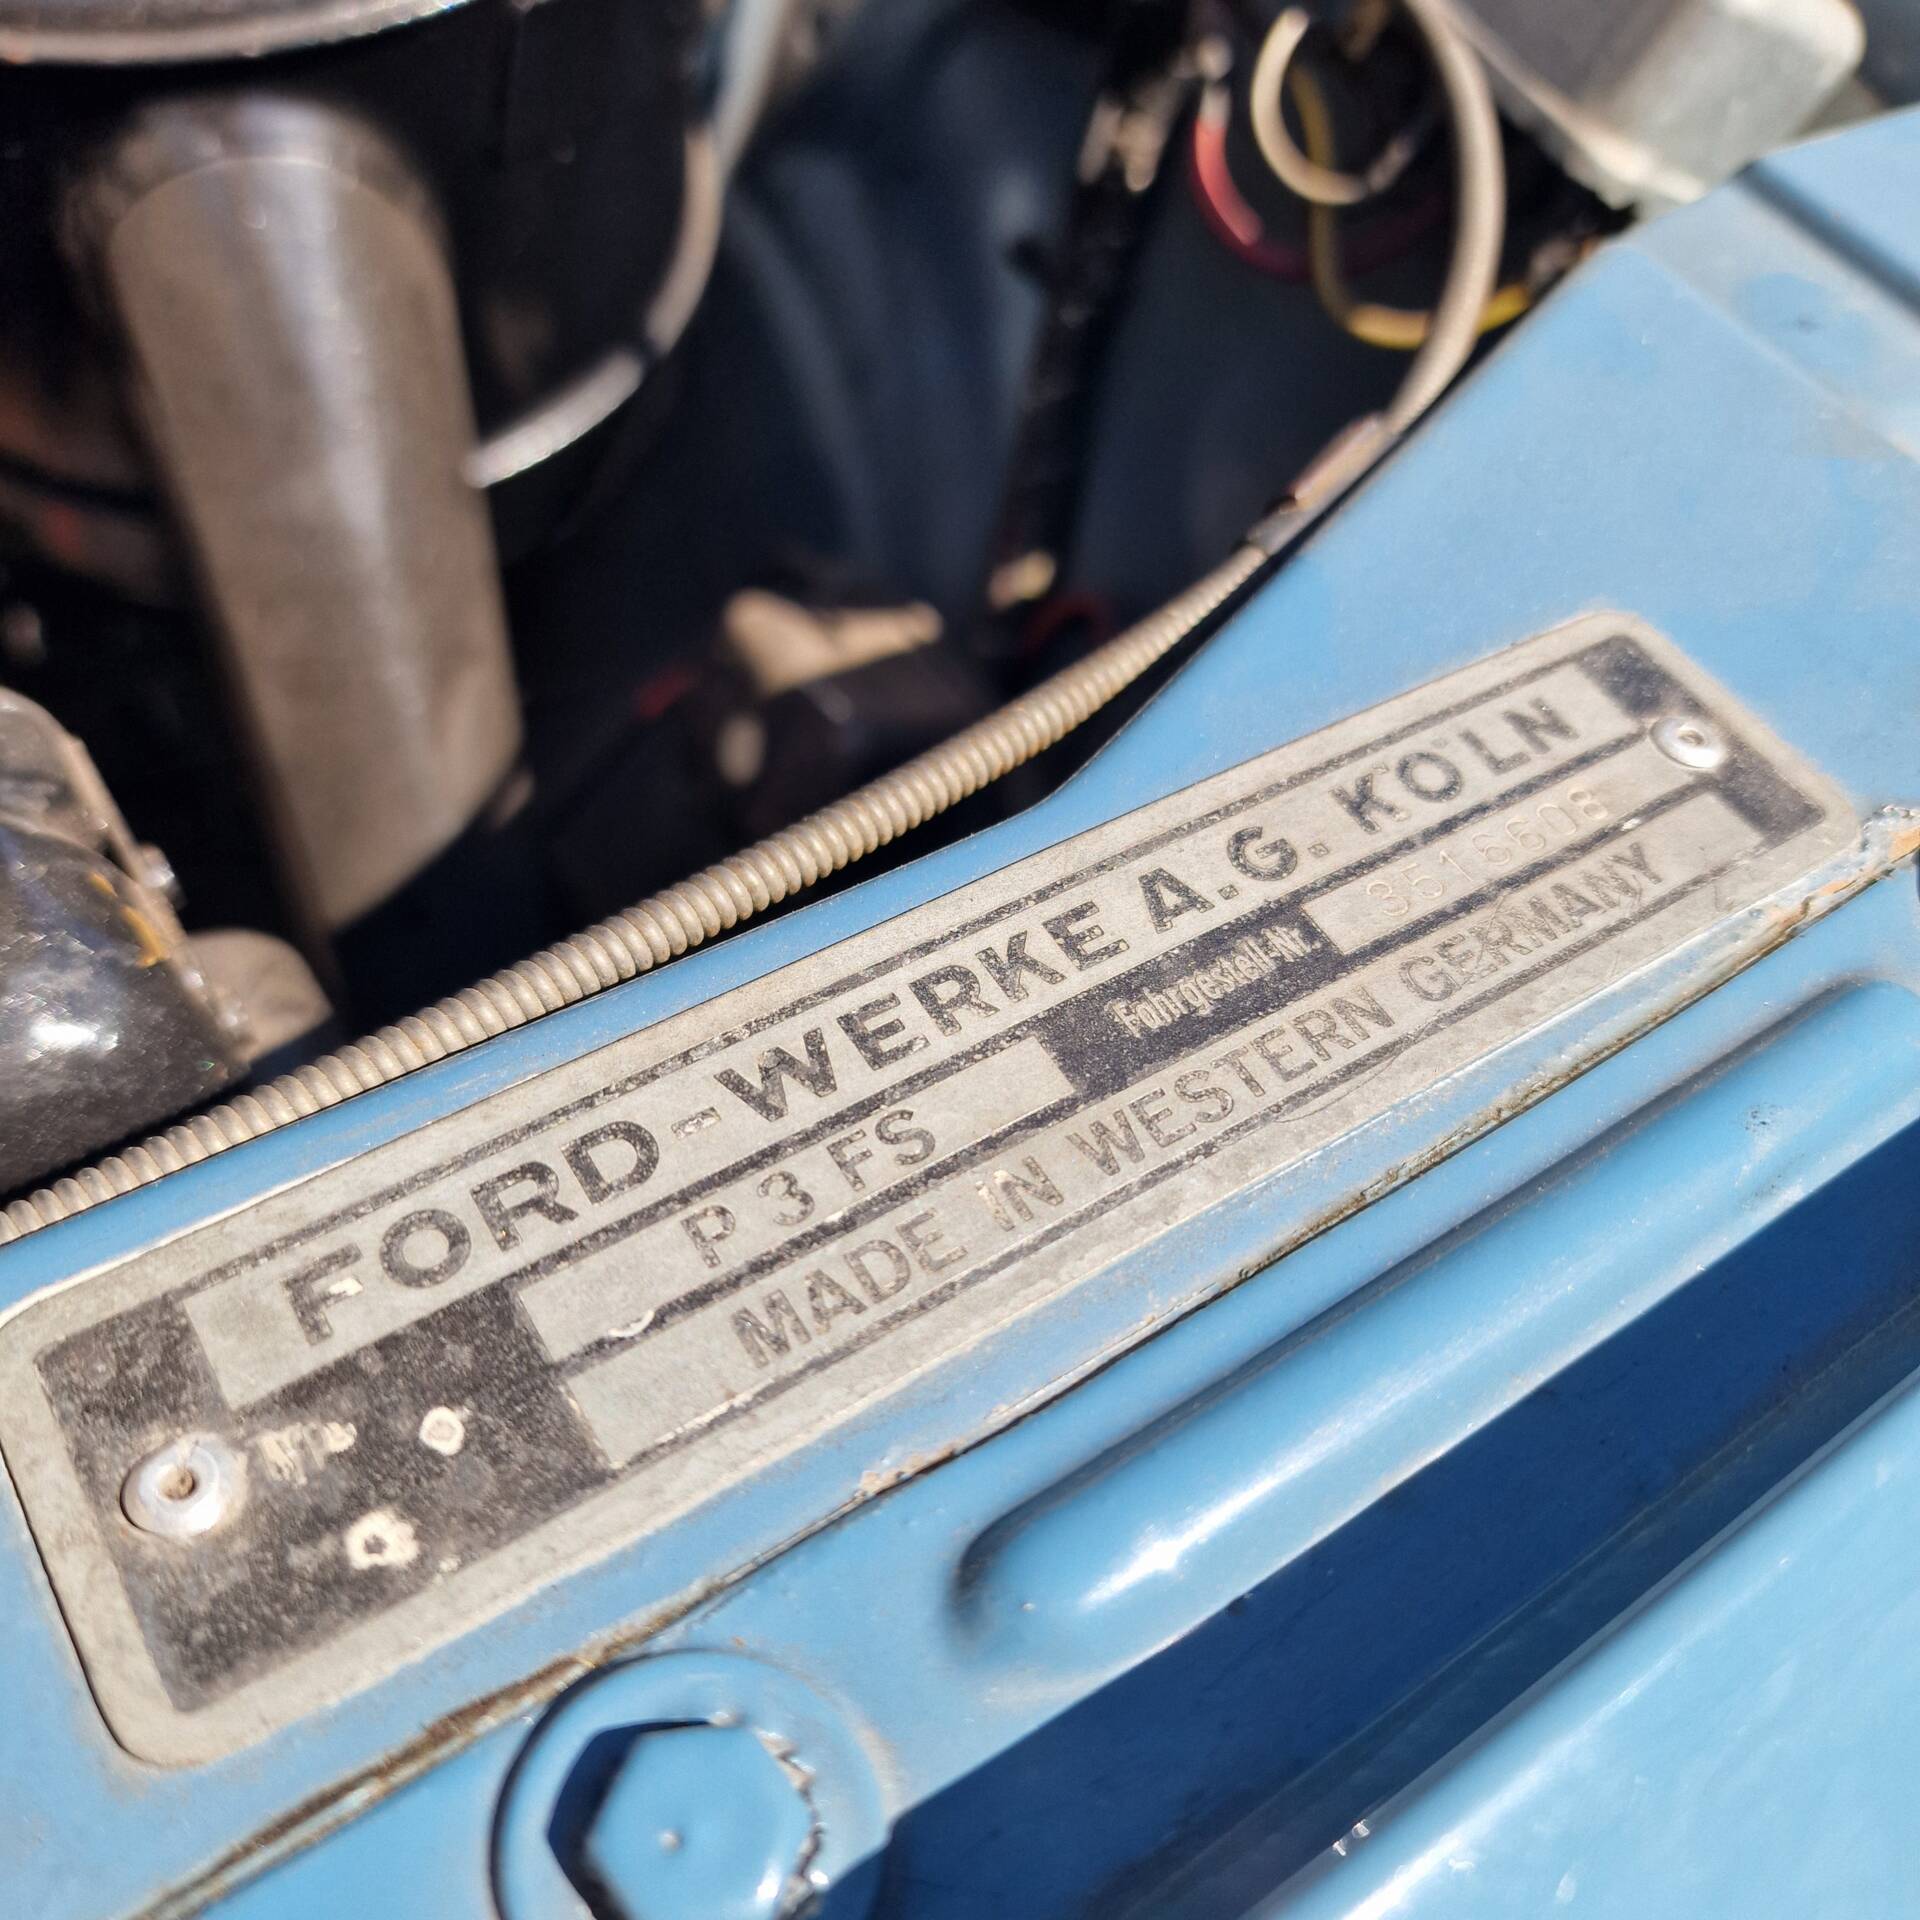 FORD-WERKE A.G. KÖLN
P 3 FS Fahrgestell-Nr. 3516608
MADE IN WESTERN GERMANY